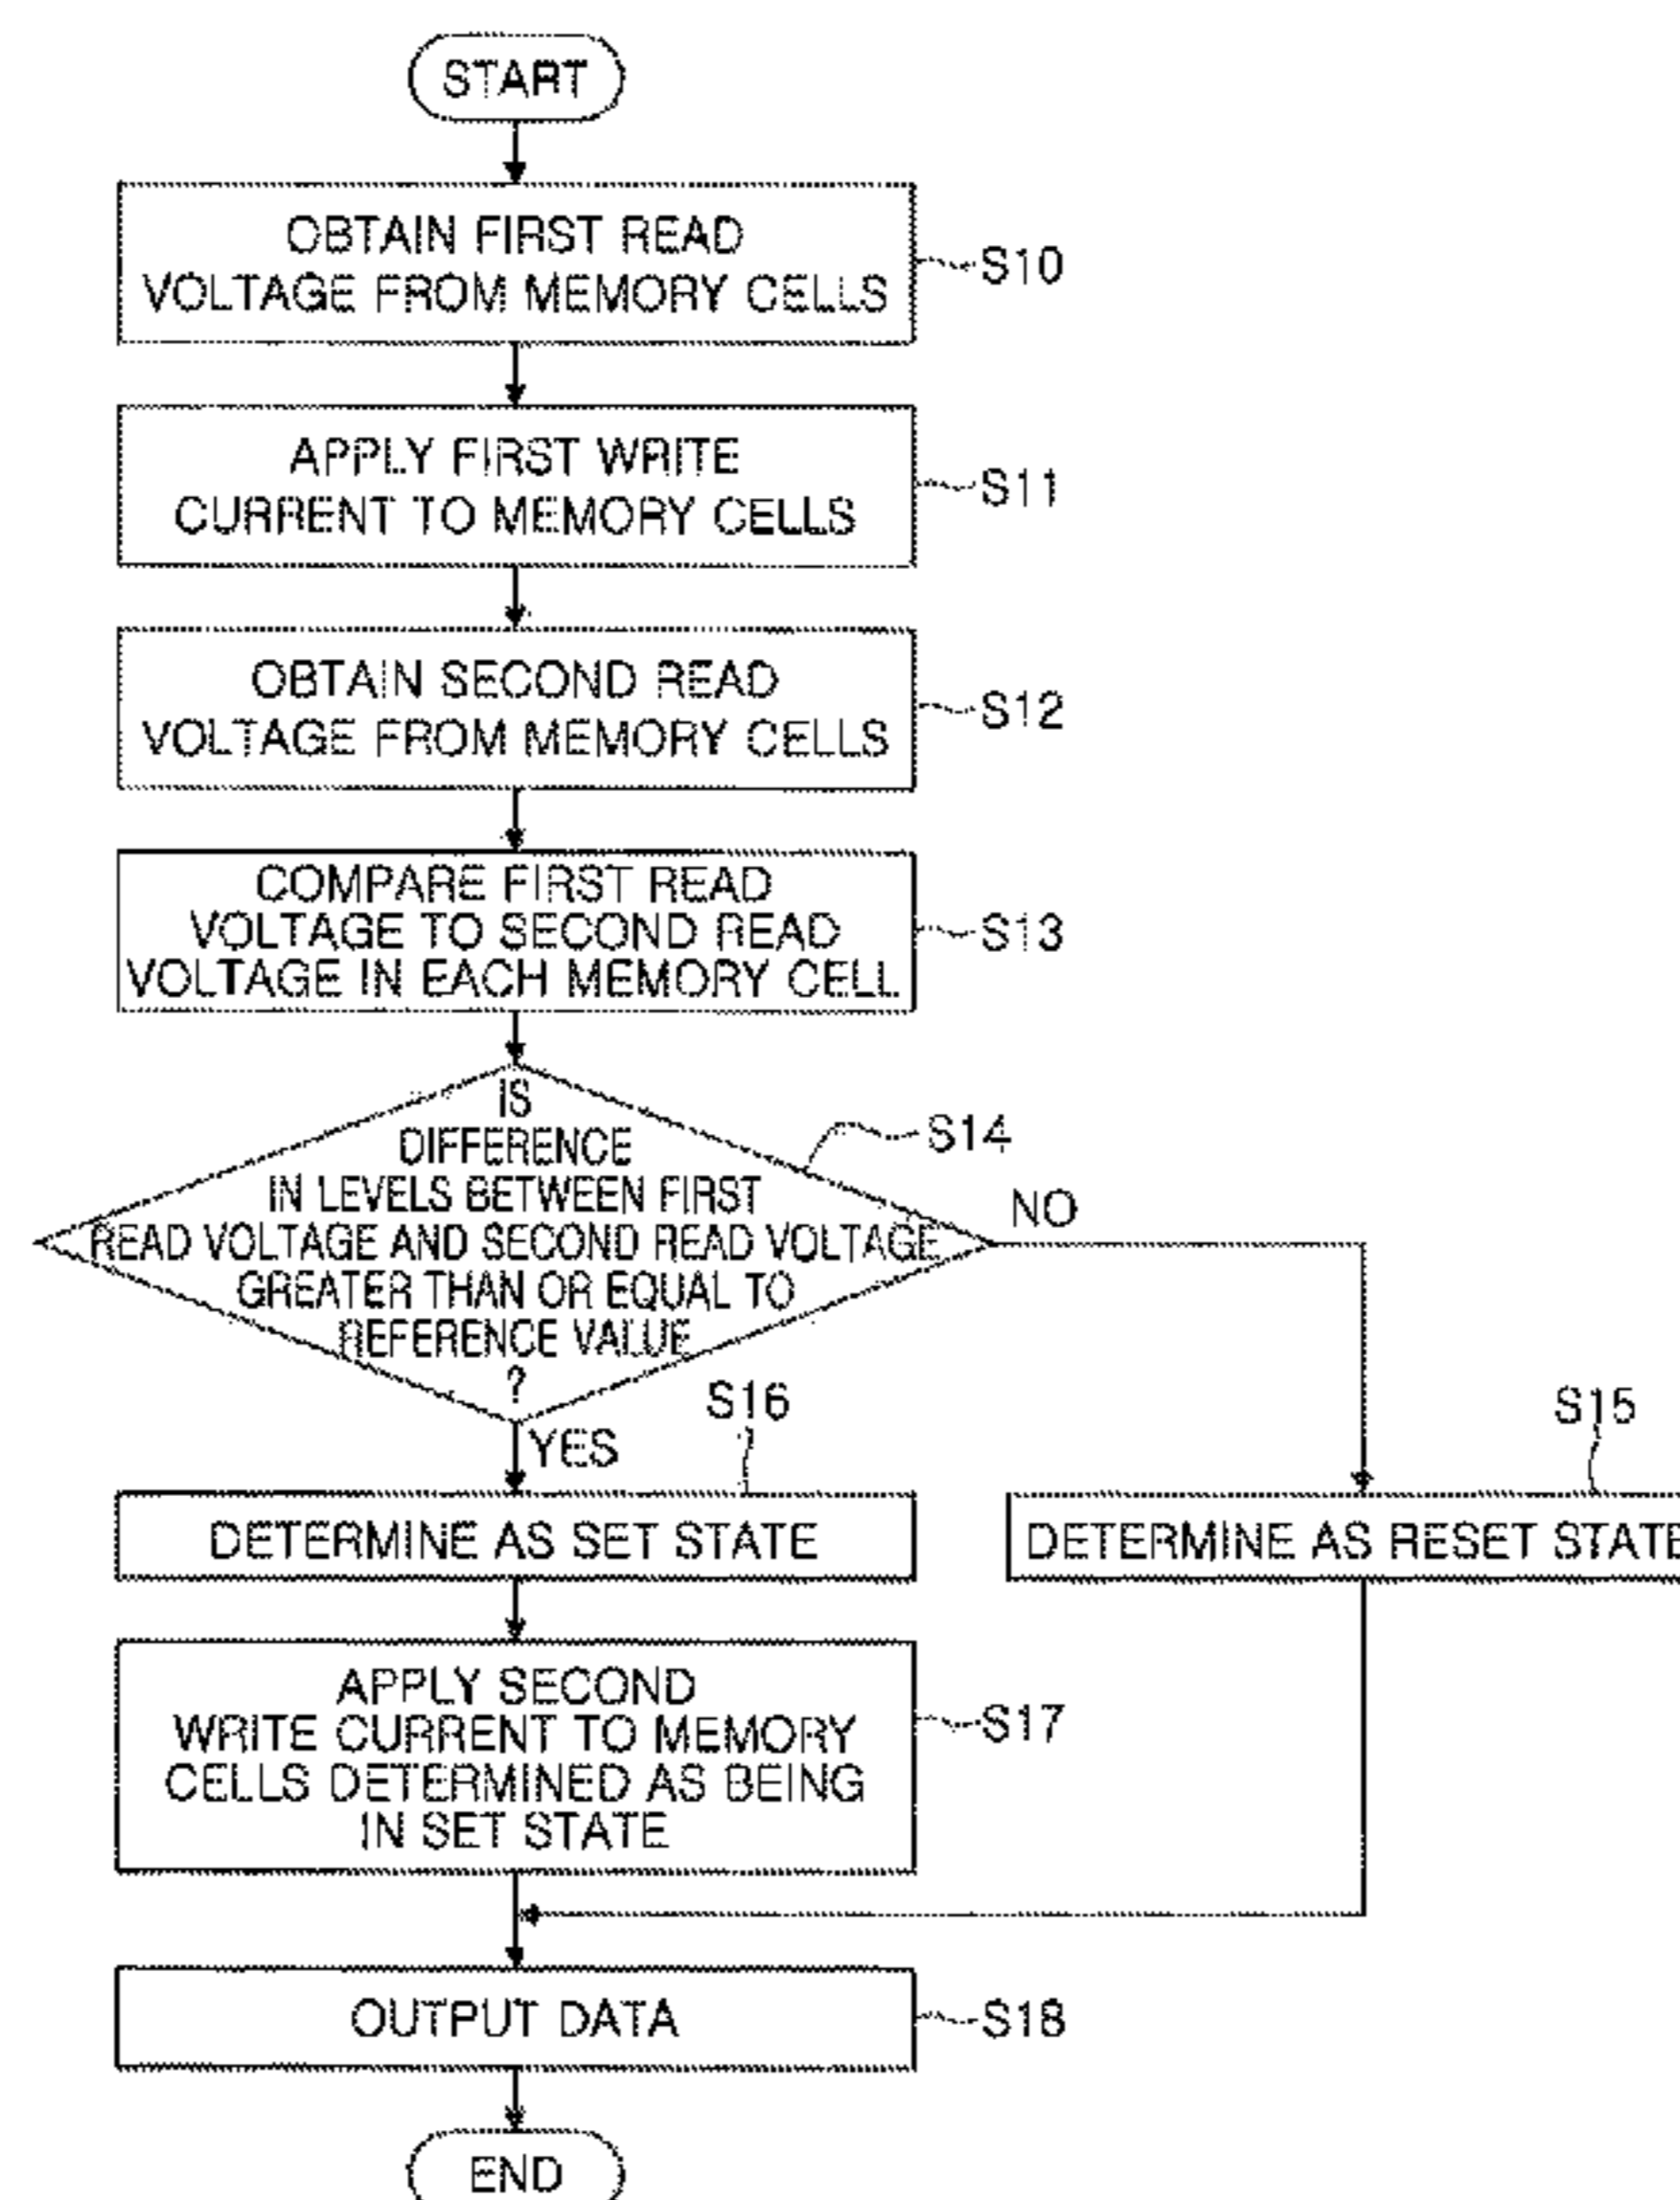 START
OBTAIN FIRST READ
VOLTAGE FROM MEMORY CELLS
S10
APPLY FIRST WRITE
CURRENT TO MEMORY CELLS
S11
OBTAIN SECOND READ
VOLTAGE FROM MEMORY CELLS
S12
COMPARE FIRST READ
VOLTAGE TO SECOND READ
VOLTAGE IN EACH MEMORY CELL
S13
IS
DIFFERENCE
IN LEVELS BETWEEN FIRST
READ VOLTAGE AND SECOND READ VOLTAGE
GREATER THAN OR EQUAL TO
REFERENCE VALUE
?
S14
NO
YES
S16
S15
DETERMINE AS SET STATE
DETERMINE AS RESET STATE
APPLY SECOND
WRITE CURRENT TO MEMORY
CELLS DETERMINED AS BEING
IN SET STATE
S17
OUTPUT DATA
S18
END